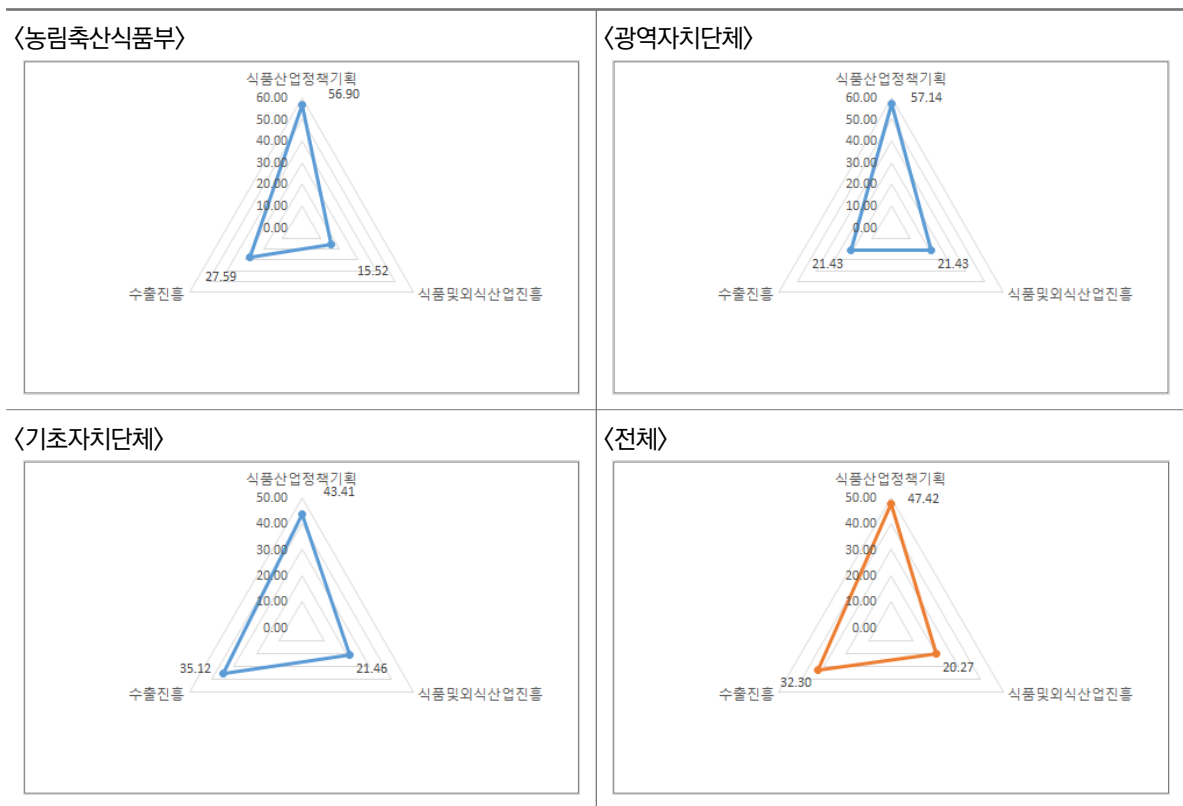 〈농림축산식품부〉
식품산업정책기획
60.00
56.90
50.00
40.00
30.00
20.00
10.00
0.00
27.59
15.52
수출진흥
식품및외식산업진흥
〈광역자치단체〉
식품산업정책기획
60.00
57.14
50.00
40.00
30.00
20.00
10.00
0.00
21.43
21.43
수출진흥
식품및외식산업진흥
〈기초자치단체〉
식품산업정책기획
50.00
43.41
40.00
30.00
20.00
10.00
0.00
35.12
21.46
수출진흥
식품및외식산업진흥
〈전체〉
식품산업정책기획
50.00
47.42
40.00
30.00
20.00
10.00
0.00
32.30
20.27
수출진흥
식품및외식산업진흥